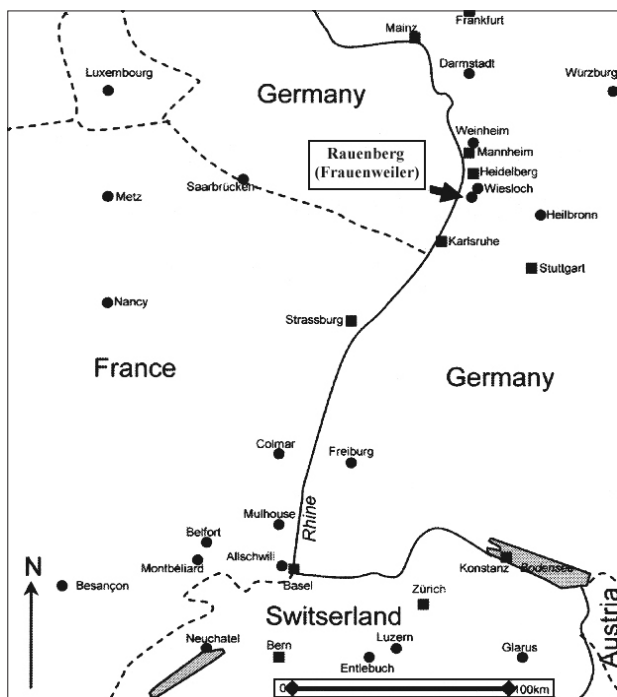 Frankfurt
Mainz
Darmstadt
Luxembourg
Würzburg
Germany
Weinheim
Rauenberg
(Frauenweiler)
Mannheim
Heidelberg
Saarbrücken
Wiesloch
Metz
Heilbronn
Karlsruhe
Stuttgart
Nancy
Strassburg
France
Germany
Colmar
Freiburg
Rhine
Mulhouse
Belfort
Allschwill
Montbéliard
Konstanz
Bodensee
N
Besançon
Basel
Zürich
Switserland
Austria
Neuchatel
Bern
Luzern
Glarus
Entlebuch
0
100km